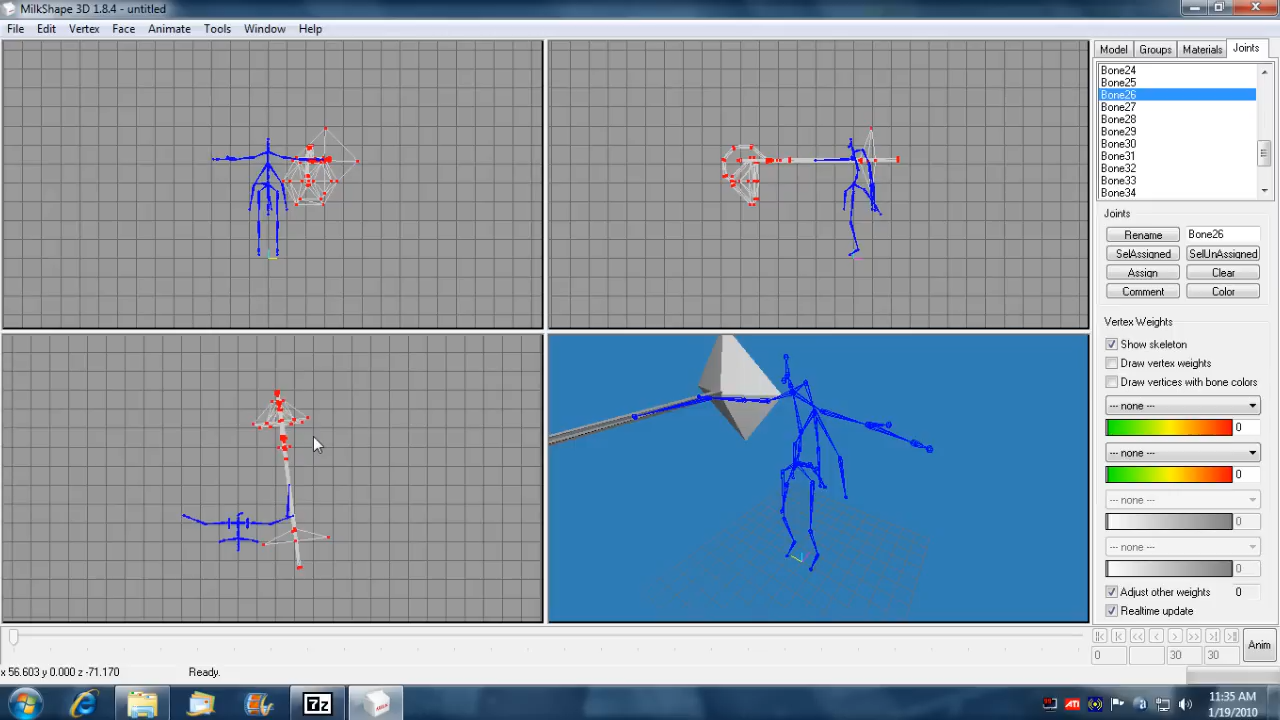 MilkShape 3D 1.8.4 - untitled
File Edit Vertex Face Animate Tools Window Help
Model Groups Materials Joints
Bone24
Bone25
Bone26
Bone27
Bone28
Bone29
Bone30
Bone31
Bone32
Bone33
Bone34
Joints
Rename Bone26
SelAssigned SelUnAssigned
Assign Clear
Comment Color
Vertex Weights
Show skeleton
Draw vertex weights
Draw vertices with bone colors
--- none ---
0
--- none ---
0
--- none ---
0
--- none ---
0
Adjust other weights 0
Realtime update
0 30 30 Anim
x 56.603 y 0.000 z -71.170 Ready.
7z
ATI
11:35 AM
1/19/2010